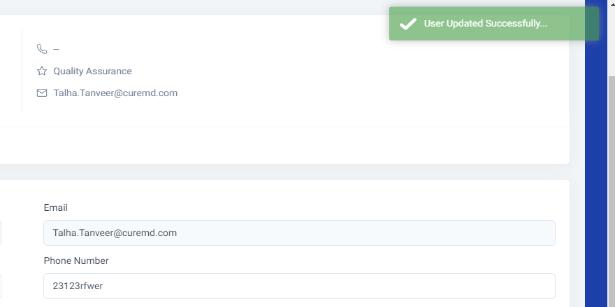 User Updated Successfully...
–
Quality Assurance
Talha.Tanveer@curemd.com
Email
Talha.Tanveer@curemd.com
Phone Number
23123rfwer